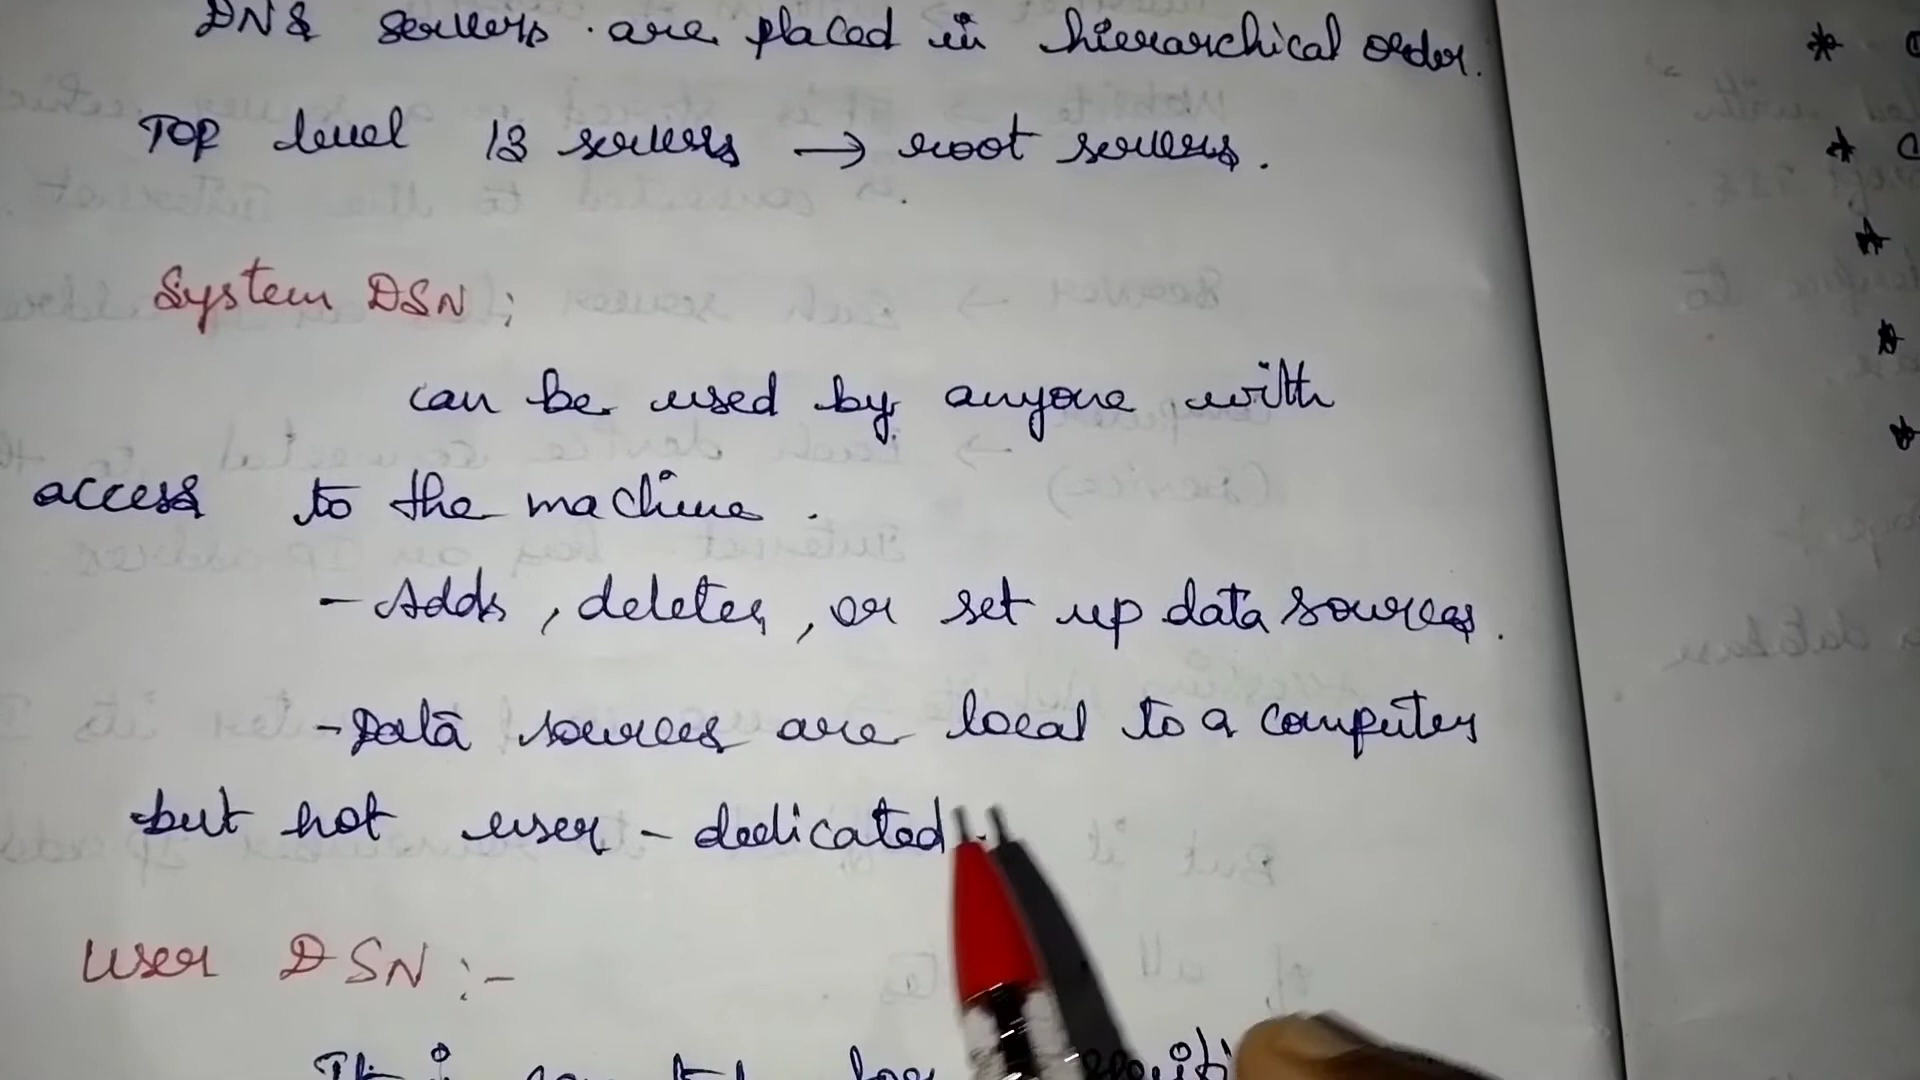 DNS servers are placed in hierarchical order.
Top level 13 servers → root servers.
System DSN:
can be used by anyone with
access to the machine.
- Adds, deletes, or set up data sources.
- Data sources are local to a computer
but not user - dedicated.
User DSN :-